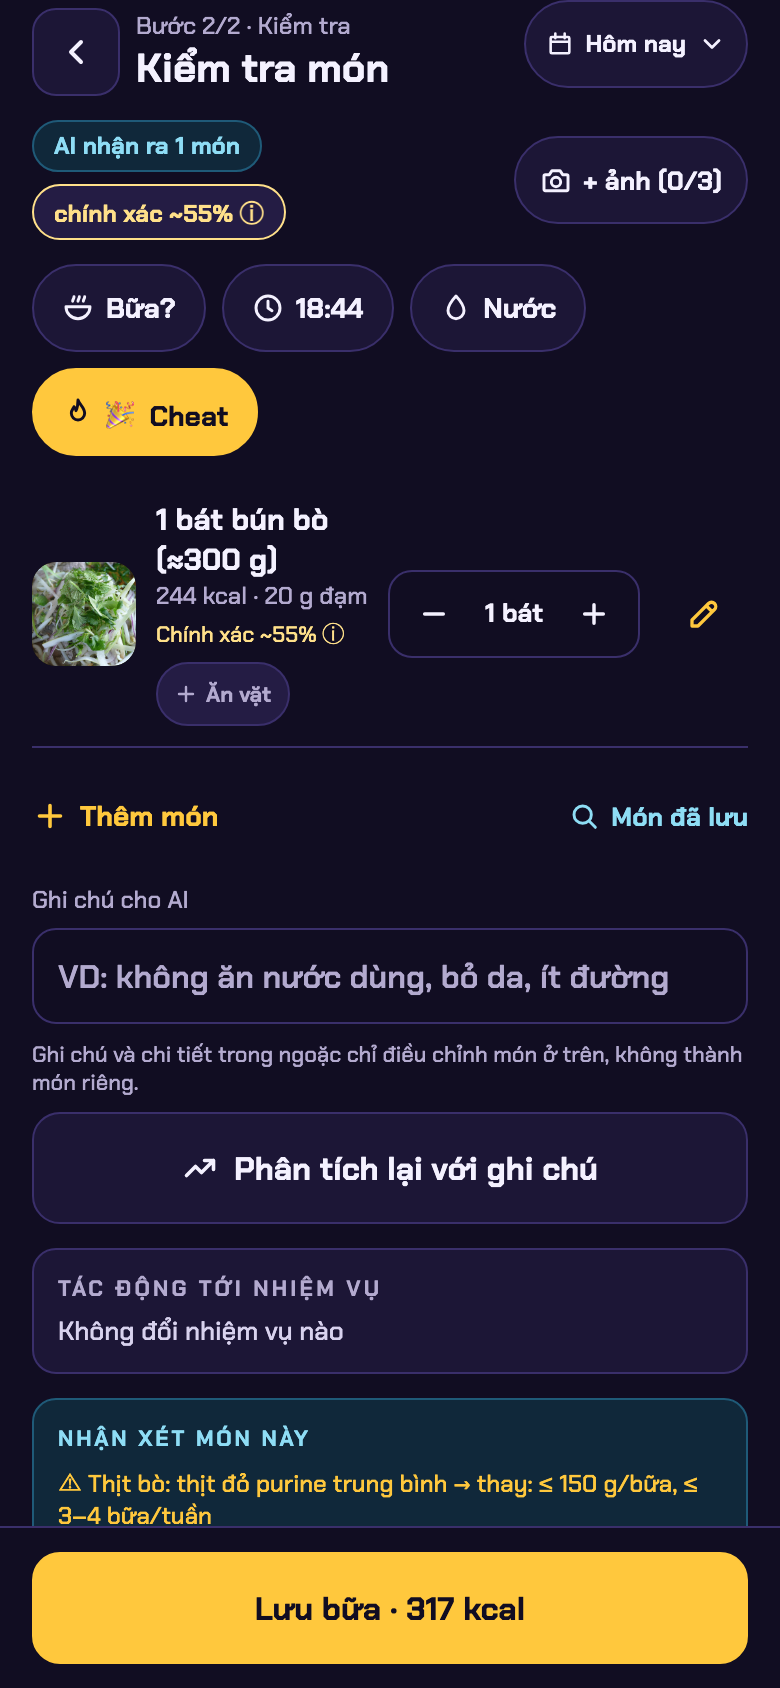 Bước 2/2 · Kiểm tra
Kiểm tra món
Hôm nay
AI nhận ra 1 món
chính xác ~55% ⓘ
+ ảnh (0/3)
Bữa?
18:44
Nước
🎉 Cheat
1 bát bún bò
(≈300 g)
244 kcal · 20 g đạm
Chính xác ~55% ⓘ
+ Ăn vặt
− 1 bát +
+ Thêm món
Món đã lưu
Ghi chú cho AI
VD: không ăn nước dùng, bỏ da, ít đường
Ghi chú và chi tiết trong ngoặc chỉ điều chỉnh món ở trên, không thành
món riêng.
Phân tích lại với ghi chú
TÁC ĐỘNG TỚI NHIỆM VỤ
Không đổi nhiệm vụ nào
NHẬN XÉT MÓN NÀY
⚠ Thịt bò: thịt đỏ purine trung bình → thay: ≤ 150 g/bữa, ≤
3–4 bữa/tuần
Lưu bữa · 317 kcal